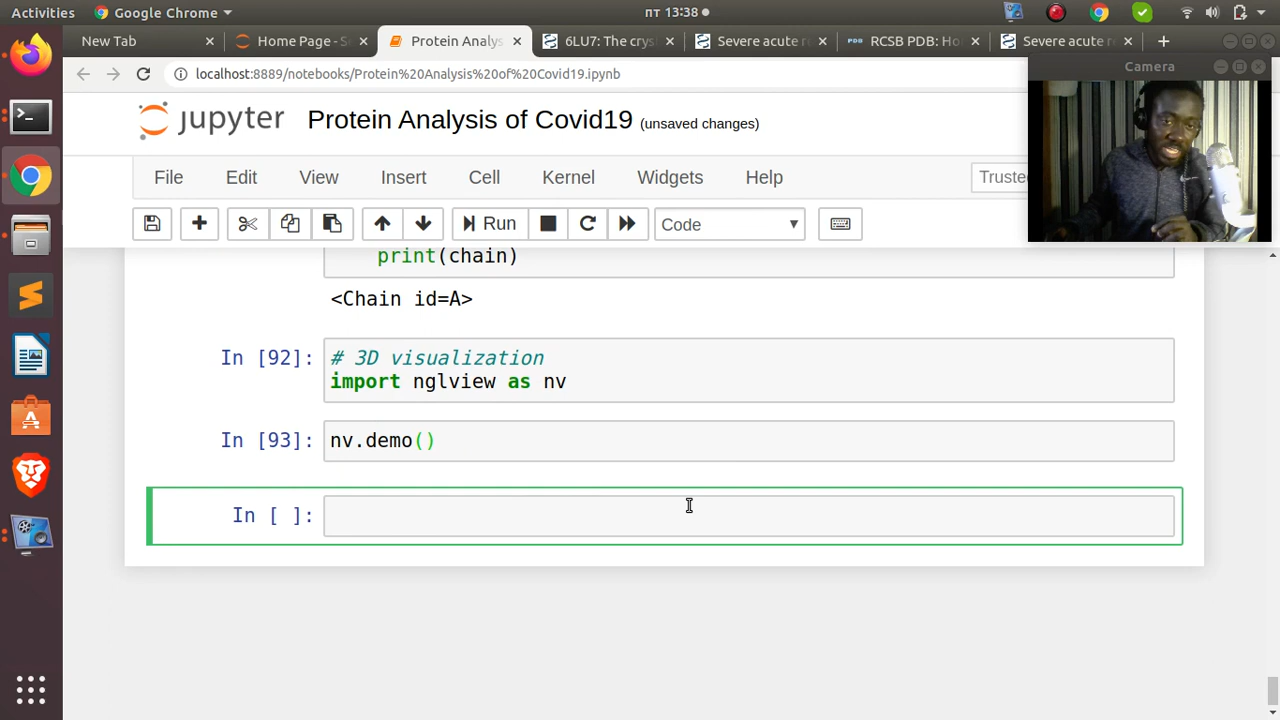 Activities
Google Chrome
пт 13:38
New Tab
Home Page - S
Protein Analys
6LU7: The crys
Severe acute r
RCSB PDB: Ho
Severe acute r
localhost:8889/notebooks/Protein%20Analysis%20of%20Covid19.ipynb
Camera
jupyter
Protein Analysis of Covid19 (unsaved changes)
File
Edit
View
Insert
Cell
Kernel
Widgets
Help
Trusted
Run
Code
print(chain)
<Chain id=A>
In [92]:
# 3D visualization
import nglview as nv
In [93]:
nv.demo()
In [ ]: